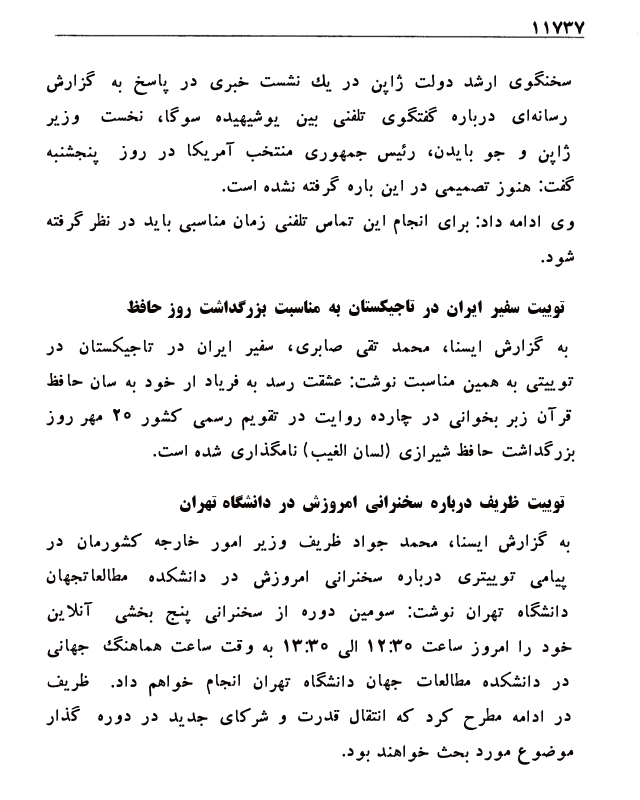 ۱۱۷۳۷
سخنگوی ارشد دولت ژاپن در یك نشست خبری در پاسخ به گزارش
رسانه‌ای درباره گفتگوی تلفنی بین یوشیهیده سوگا، نخست وزیر
ژاپن و جو بایدن، رئیس جمهوری منتخب آمریکا در روز پنجشنبه
گفت: هنوز تصمیمی در این باره گرفته نشده است.
وی ادامه داد: برای انجام این تماس تلفنی زمان مناسبی باید در نظر گرفته
شود.
توییت سفیر ایران در تاجیکستان به مناسبت بزرگداشت روز حافظ
به گزارش ایسنا، محمد تقی صابری، سفیر ایران در تاجیکستان در
توییتی به همین مناسبت نوشت: عشقت رسد به فریاد ار خود به سان حافظ
قرآن زبر بخوانی در چارده روایت در تقویم رسمی کشور ۲۵ مهر روز
بزرگداشت حافظ شیرازی (لسان الغیب) نامگذاری شده است.
توییت ظریف درباره سخنرانی امروزش در دانشگاه تهران
به گزارش ایسنا، محمد جواد ظریف وزیر امور خارجه کشورمان در
پیامی توییتری درباره سخنرانی امروزش در دانشکده مطالعاتجهان
دانشگاه تهران نوشت: سومین دوره از سخنرانی پنج بخشی آنلاین
خود را امروز ساعت ۱۲:۳۰ الی ۱۳:۳۰ به وقت ساعت هماهنگ جهانی
در دانشکده مطالعات جهان دانشگاه تهران انجام خواهم داد. ظریف
در ادامه مطرح کرد که انتقال قدرت و شرکای جدید در دوره گذار
موضوع مورد بحث خواهند بود.